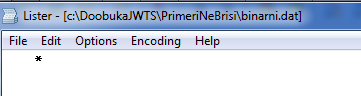 Lister - [c:\DoobukaJWTS\PrimeriNeBrisi\binarni.dat]
File Edit Options Encoding Help
*